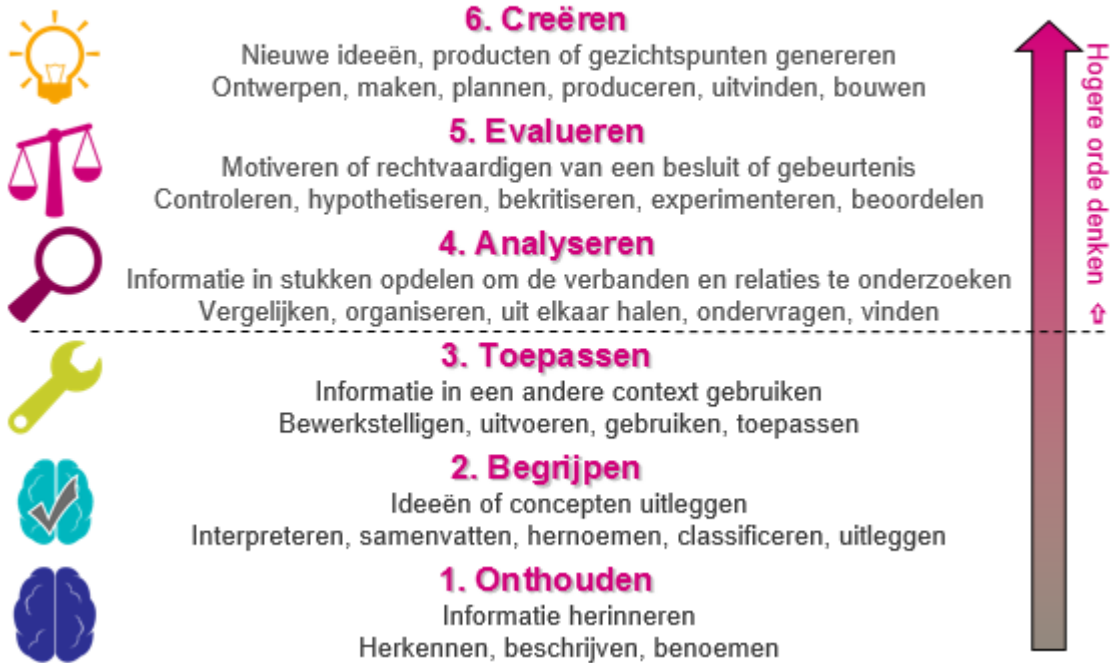 6. Creëren
Nieuwe ideeën, producten of gezichtspunten genereren
Ontwerpen, maken, plannen, produceren, uitvinden, bouwen
5. Evalueren
Motiveren of rechtvaardigen van een besluit of gebeurtenis
Controleren, hypothetiseren, bekritiseren, experimenteren, beoordelen
4. Analyseren
Informatie in stukken opdelen om de verbanden en relaties te onderzoeken
Vergelijken, organiseren, uit elkaar halen, ondervragen, vinden
3. Toepassen
Informatie in een andere context gebruiken
Bewerkstelligen, uitvoeren, gebruiken, toepassen
2. Begrijpen
Ideeën of concepten uitleggen
Interpreteren, samenvatten, hernoemen, classificeren, uitleggen
1. Onthouden
Informatie herinneren
Herkennen, beschrijven, benoemen
Hogere orde denken